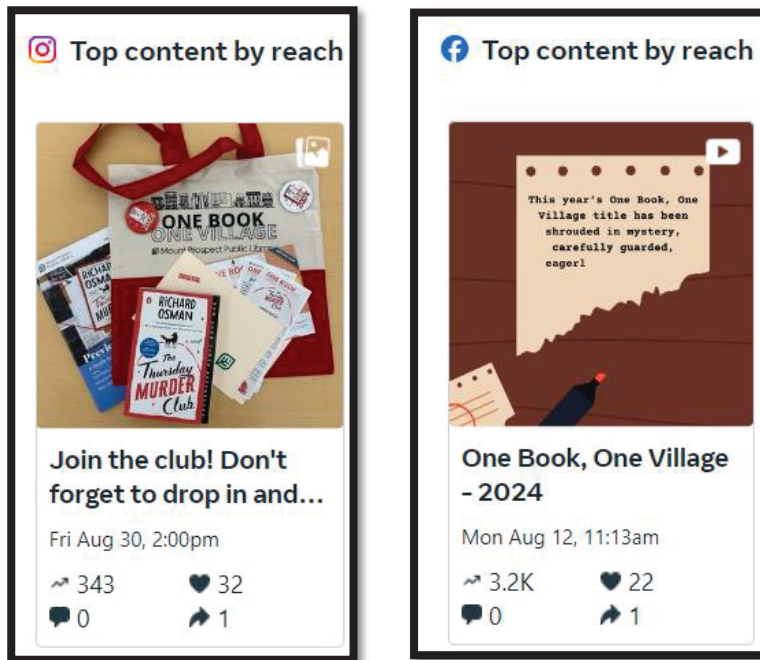 Top content by reach
ONE BOOK
ONE VILLAGE
Mount Prospect Public Library
RICHARD
OSMAN
The
Thursday
MURDER
Club
Join the club! Don't
forget to drop in and...
Fri Aug 30, 2:00pm
343 32
0 1
Top content by reach
This year's One Book, One
Village title has been
shrouded in mystery,
carefully guarded,
eagerl
One Book, One Village
- 2024
Mon Aug 12, 11:13am
3.2K 22
0 1